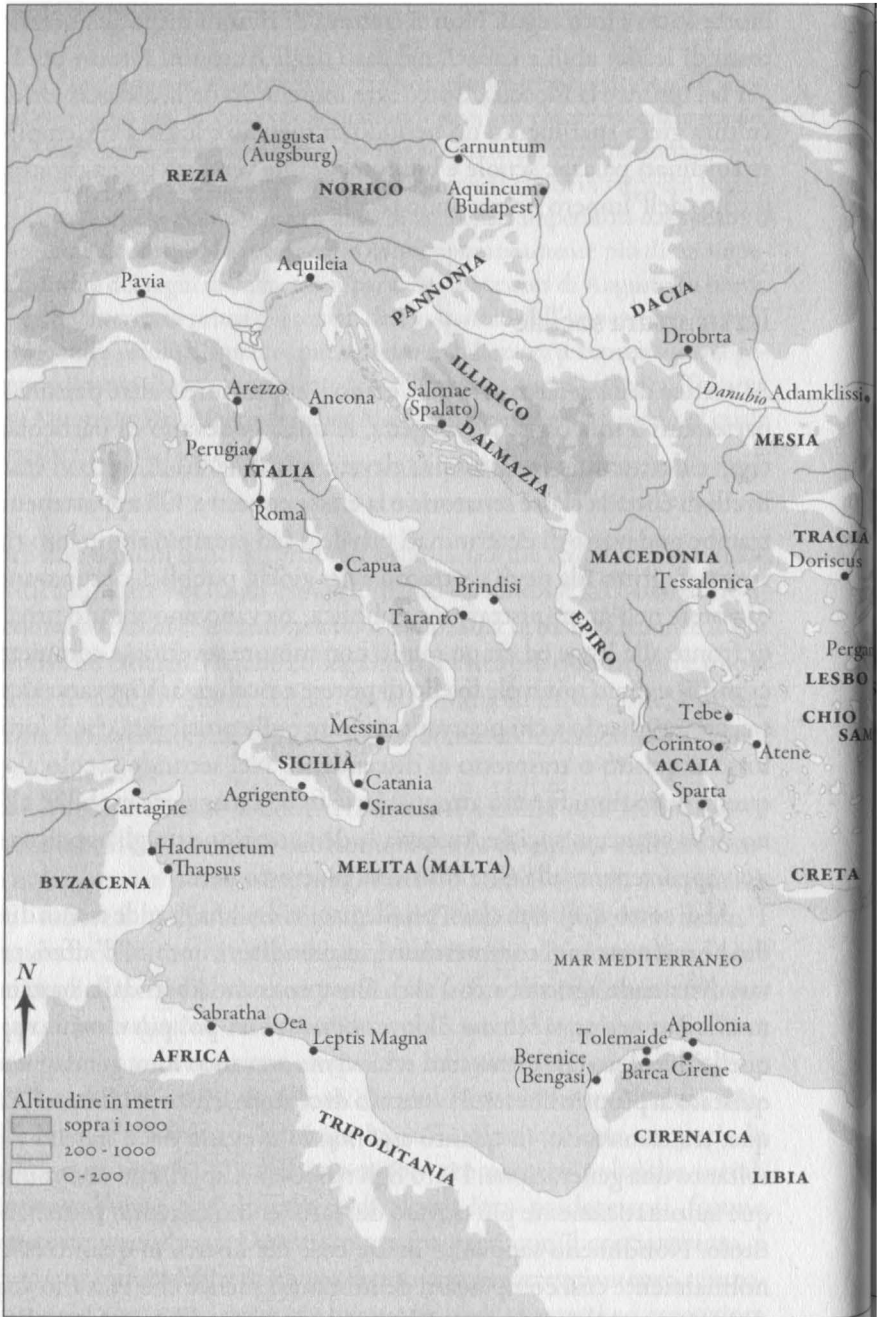 Augusta
(Augsburg)
Carnuntum
REZIA
NORICO
Aquincum
(Budapest)
Aquileia
Pavia
PANNONIA
DACIA
Drobrta
ILLIRICO
Arezzo
Ancona
Salonae
(Spalato)
Danubio
Adamklissi
DALMAZIA
MESIA
Perugia
ITALIA
Roma
TRACIA
MACEDONIA
Doriscus
Capua
Tessalonica
Brindisi
Taranto
EPIRO
Pergam
LESBO
Tebe
CHIO
SAM
Messina
Corinto
Atene
SICILIA
ACAIA
Agrigento
Catania
Sparta
Cartagine
Siracusa
Hadrumetum
Thapsus
MELITA (MALTA)
CRETA
BYZACENA
MAR MEDITERRANEO
N
Sabratha
Oea
Apollonia
Tolemaide
Leptis Magna
AFRICA
Berenice
(Bengasi)
Barca
Cirene
Altitudine in metri
sopra i 1000
200 - 1000
0 - 200
TRIPOLITANIA
CIRENAICA
LIBIA